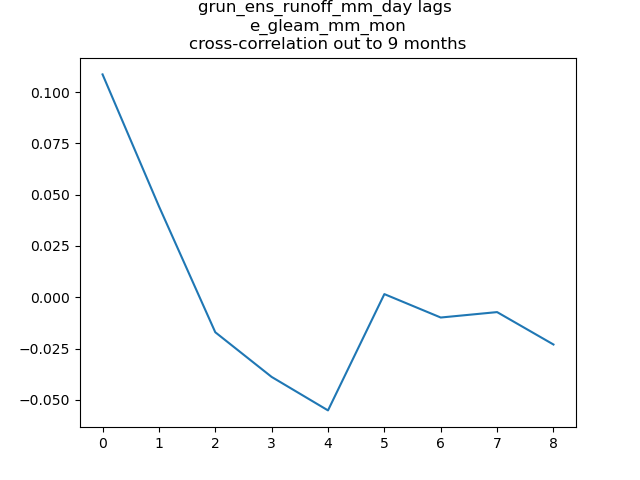 grun_ens_runoff_mm_day lags
e_gleam_mm_mon
cross-correlation out to 9 months
0.100
0.075
0.050
0.025
0.000
−0.025
−0.050
0 1 2 3 4 5 6 7 8